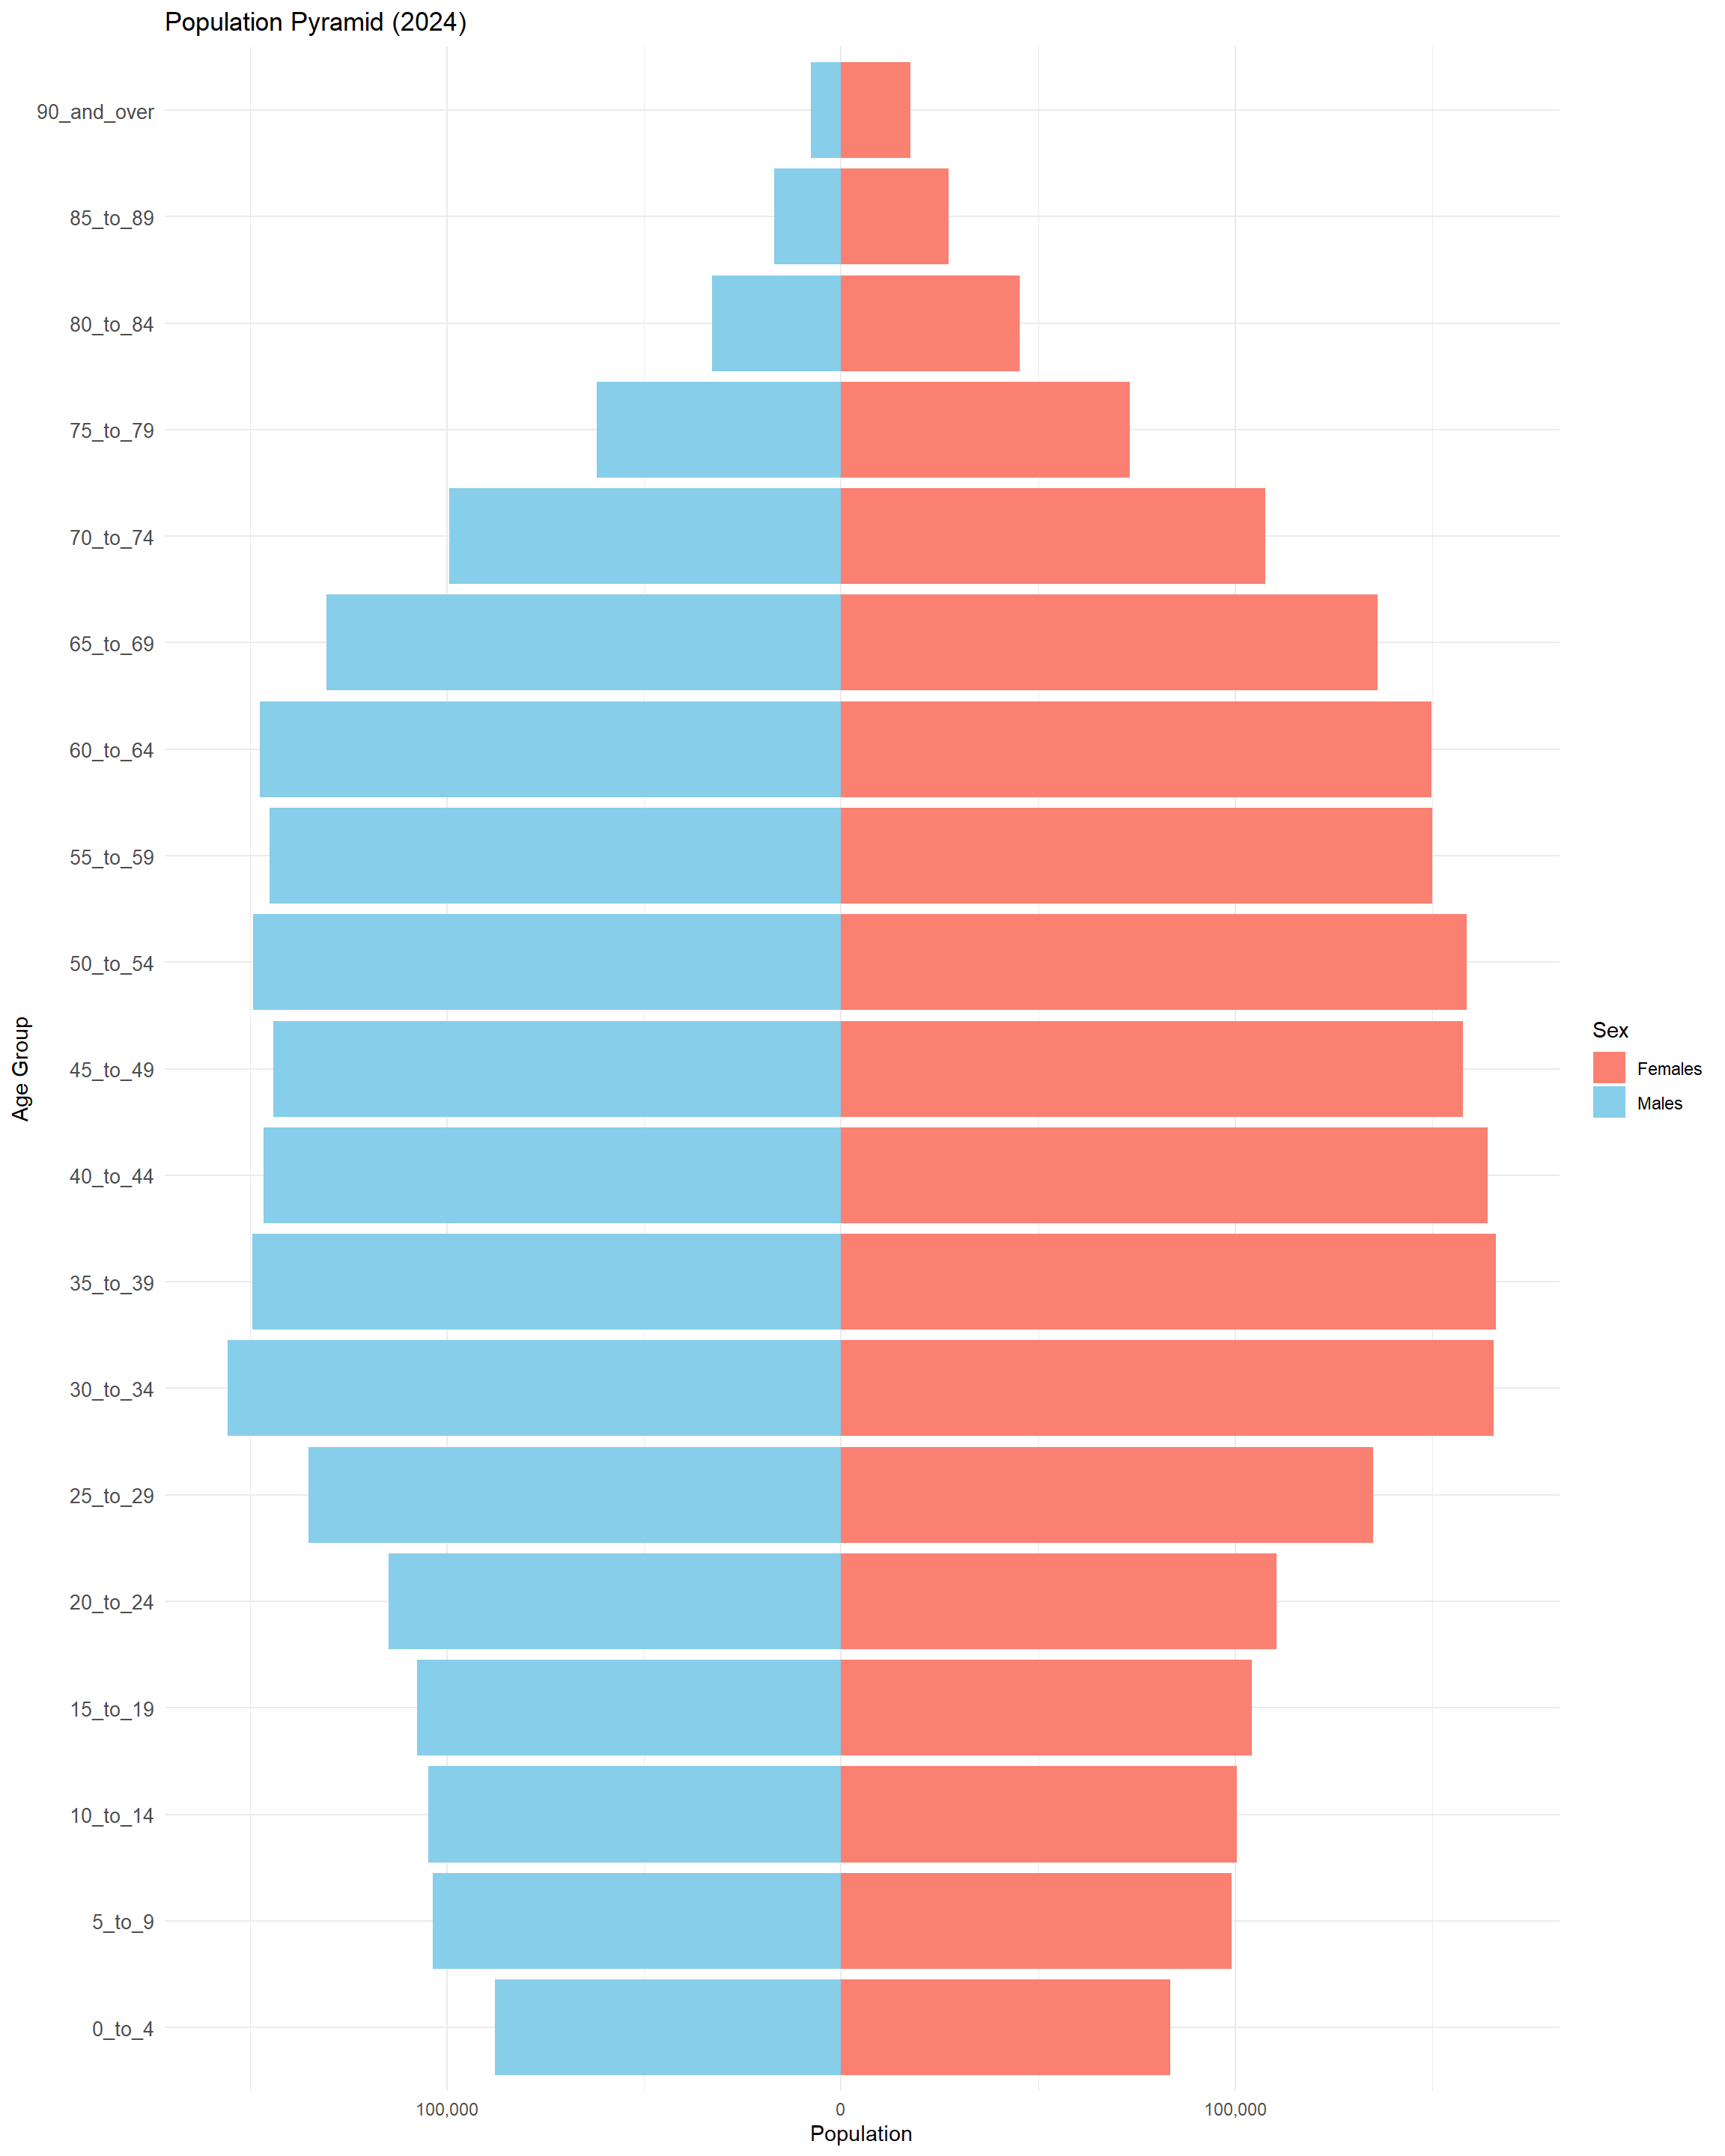 Population Pyramid (2024)
90_and_over
85_to_89
80_to_84
75_to_79
70_to_74
65_to_69
60_to_64
55_to_59
50_to_54
45_to_49
40_to_44
35_to_39
30_to_34
25_to_29
20_to_24
15_to_19
10_to_14
5_to_9
0_to_4
Age Group
100,000 0 100,000
Population
Sex
Females
Males